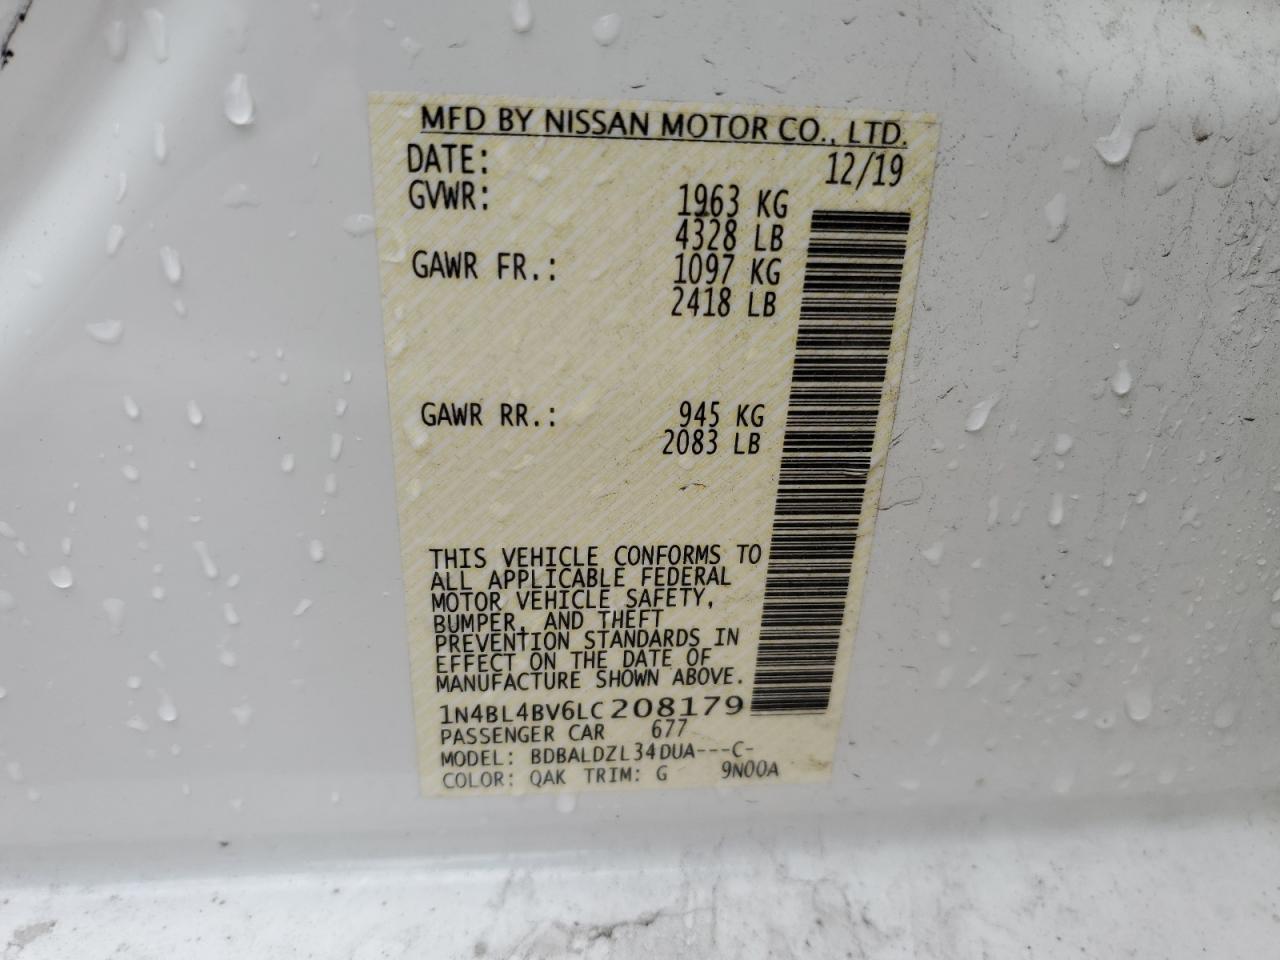 MFD BY NISSAN MOTOR CO., LTD.
DATE: 12/19
GVWR: 1963 KG
4328 LB
GAWR FR.: 1097 KG
2418 LB
GAWR RR.: 945 KG
2083 LB
THIS VEHICLE CONFORMS TO
ALL APPLICABLE FEDERAL
MOTOR VEHICLE SAFETY,
BUMPER, AND THEFT
PREVENTION STANDARDS IN
EFFECT ON THE DATE OF
MANUFACTURE SHOWN ABOVE.
1N4BL4BV6LC208179
PASSENGER CAR 677
MODEL: BDBALDZL34DUA---C-
COLOR: QAK TRIM: G 9N00A